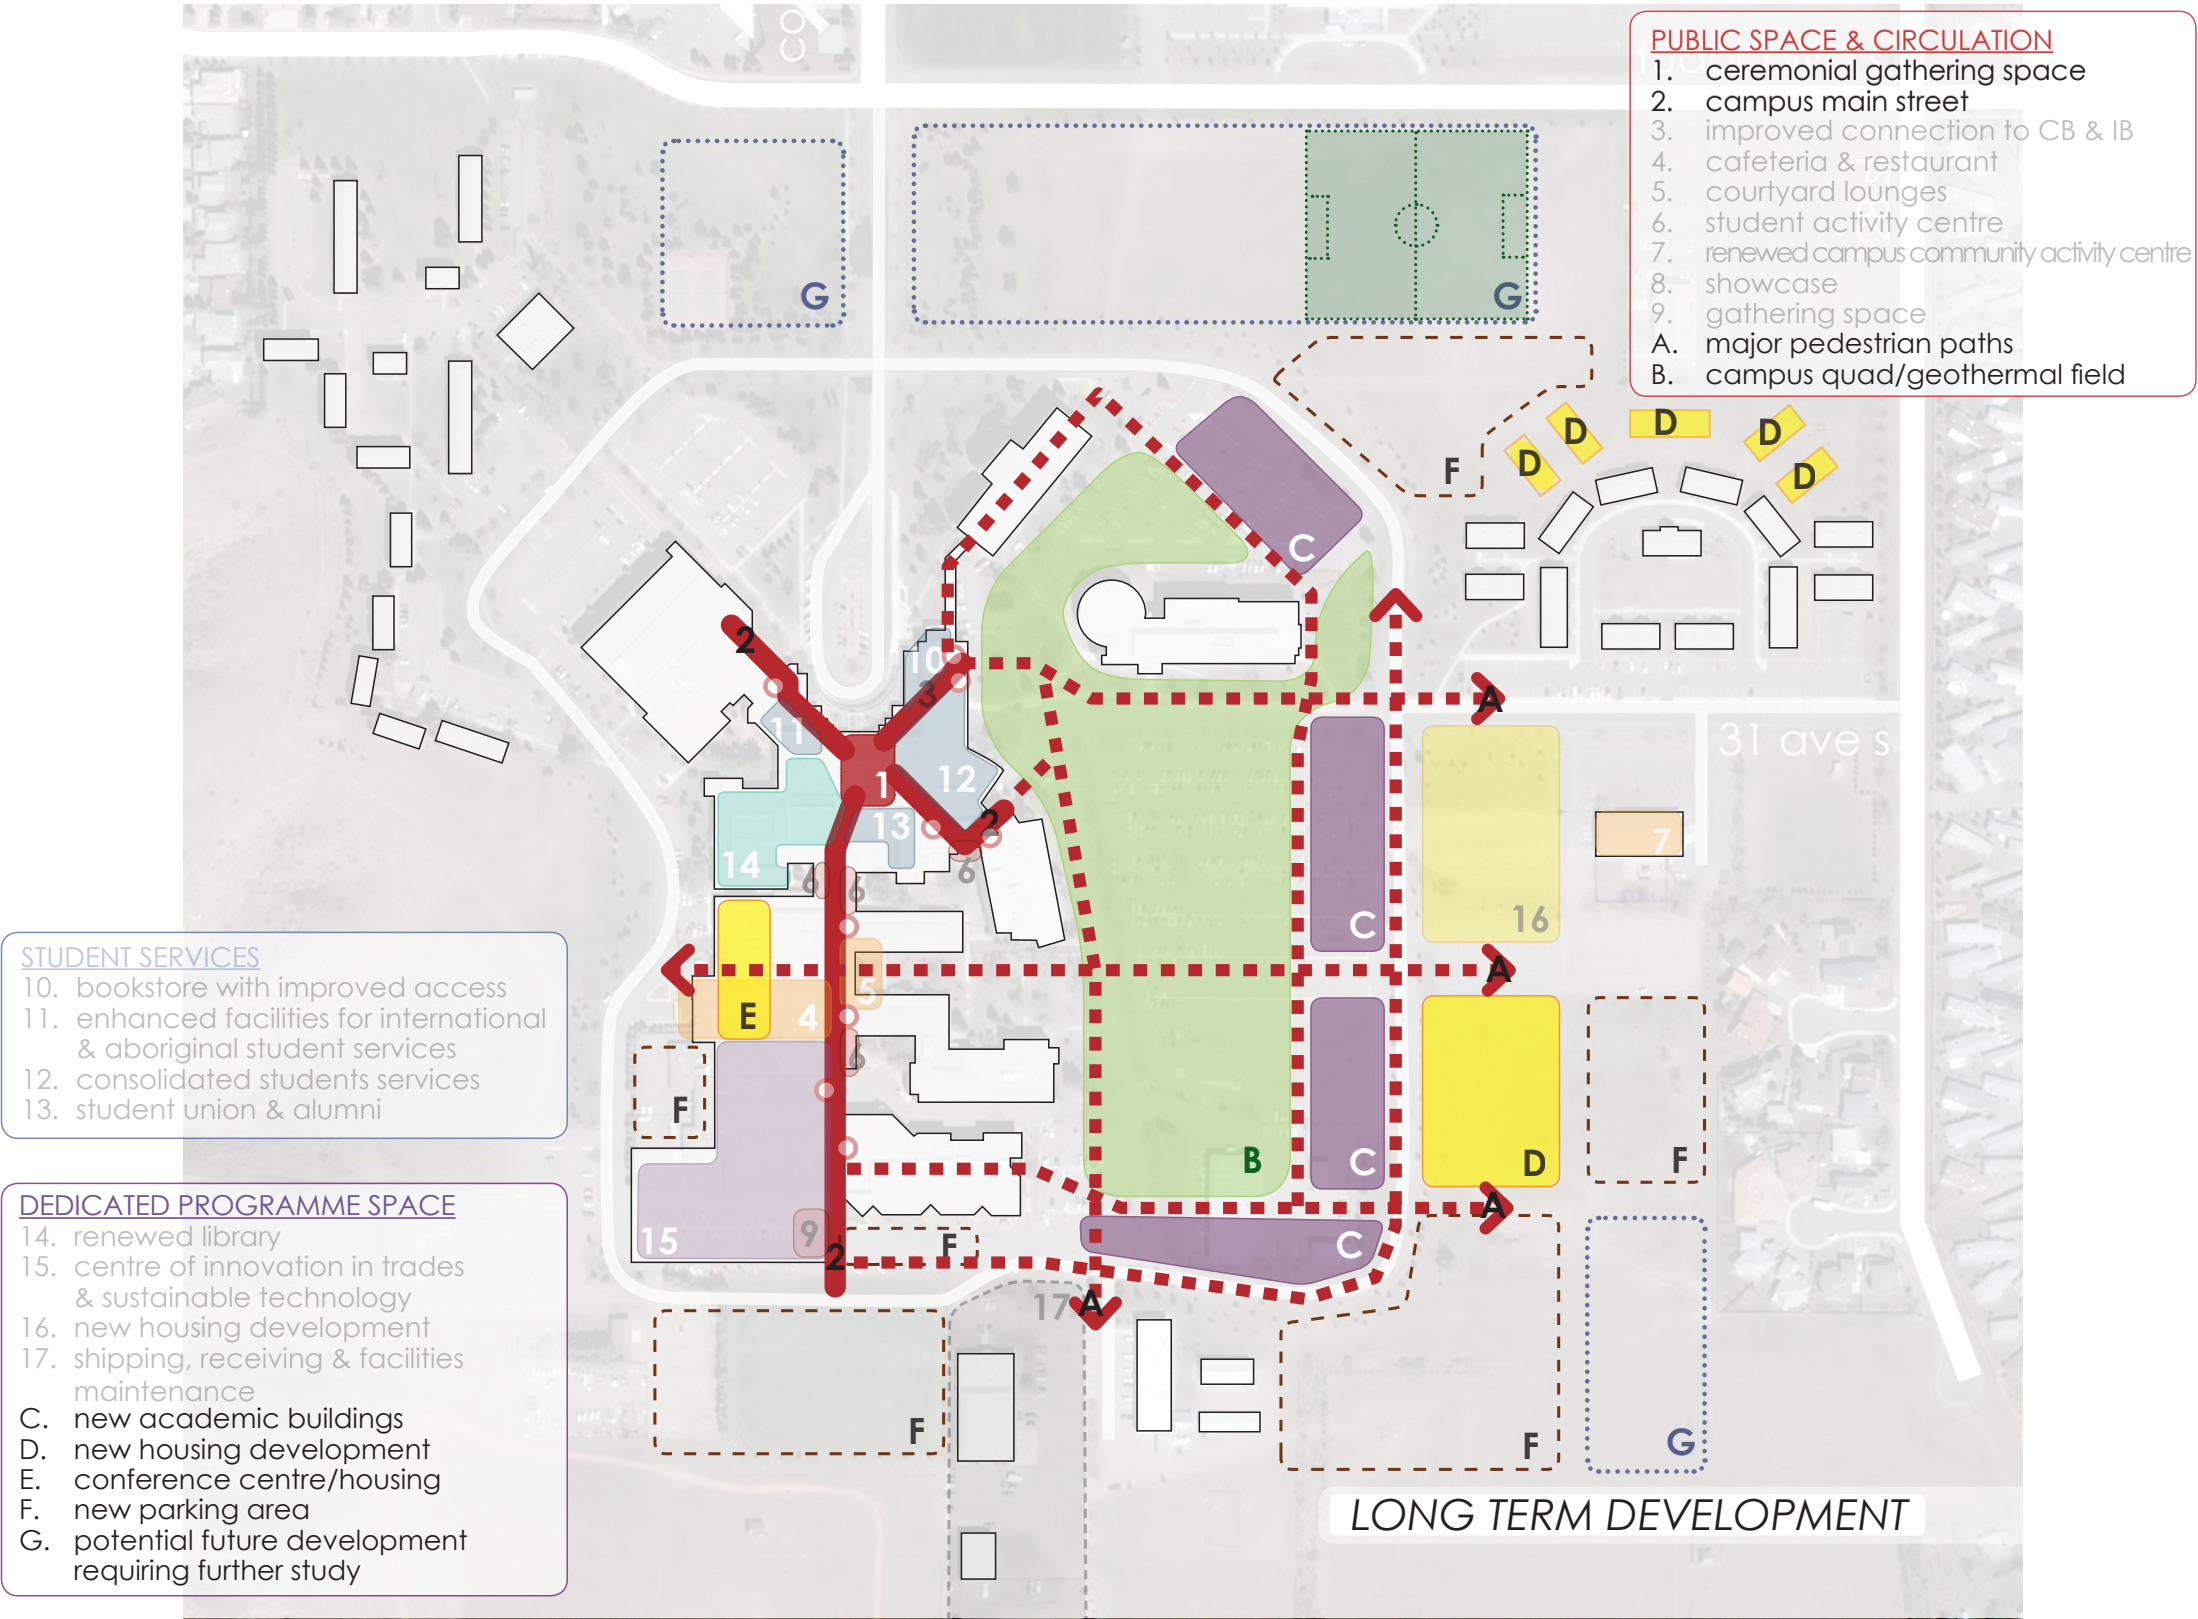 PUBLIC SPACE & CIRCULATION
1. ceremonial gathering space
2. campus main street
3. improved connection to CB & IB
4. cafeteria & restaurant
5. courtyard lounges
6. student activity centre
7. renewed campus community activity centre
8. showcase
9. gathering space
A. major pedestrian paths
B. campus quad/geothermal field
G
G
F
D
D
D
D
D
C
2
10
3
A
11
31 ave s
1
12
2
13
7
14
6
6
6
C
16
A
5
E
4
6
F
B
C
D
F
A
15
9
2
F
C
17
A
F
F
G
STUDENT SERVICES
10. bookstore with improved access
11. enhanced facilities for international
& aboriginal student services
12. consolidated students services
13. student union & alumni
DEDICATED PROGRAMME SPACE
14. renewed library
15. centre of innovation in trades
& sustainable technology
16. new housing development
17. shipping, receiving & facilities
maintenance
C. new academic buildings
D. new housing development
E. conference centre/housing
F. new parking area
G. potential future development
requiring further study
LONG TERM DEVELOPMENT